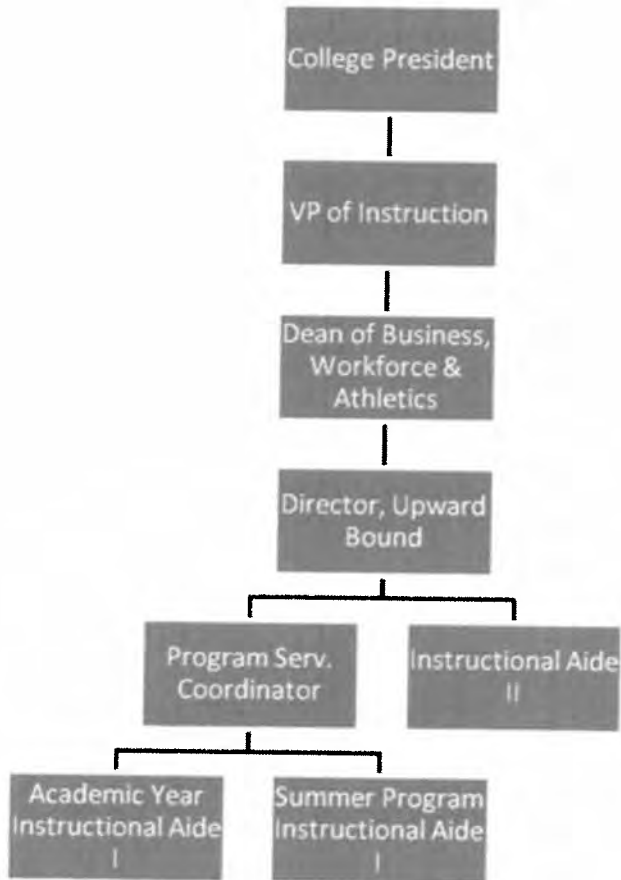 College President
VP of Instruction
Dean of Business,
Workforce &
Athletics
Director, Upward
Bound
Program Serv.
Coordinator
Instructional Aide
II
Academic Year
Instructional Aide
I
Summer Program
Instructional Aide
I